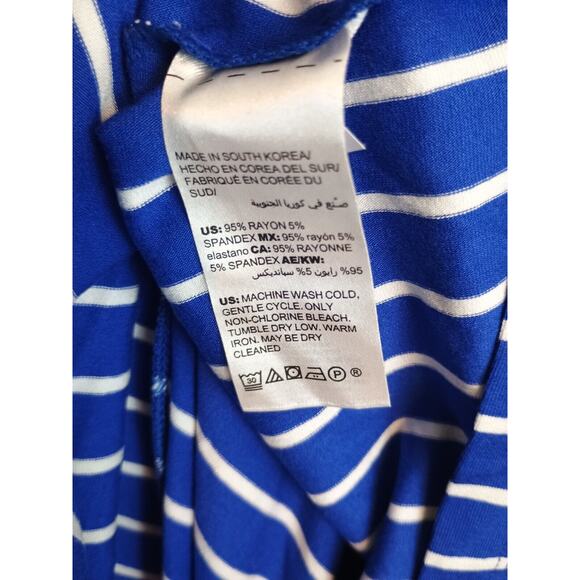 MADE IN SOUTH KOREA/
HECHO EN COREA DEL SUR/
FABRIQUÉ EN CORÉE DU
SUD/
صنع في كوريا الجنوبية
US: 95% RAYON 5%
SPANDEX MX: 95% rayón 5%
elastano CA: 95% RAYONNE
5% SPANDEX AE/KW:
95% رايون 5% سباندكس
US: MACHINE WASH COLD,
GENTLE CYCLE. ONLY
NON-CHLORINE BLEACH.
TUMBLE DRY LOW. WARM
IRON. MAY BE DRY
CLEANED
30 P ®